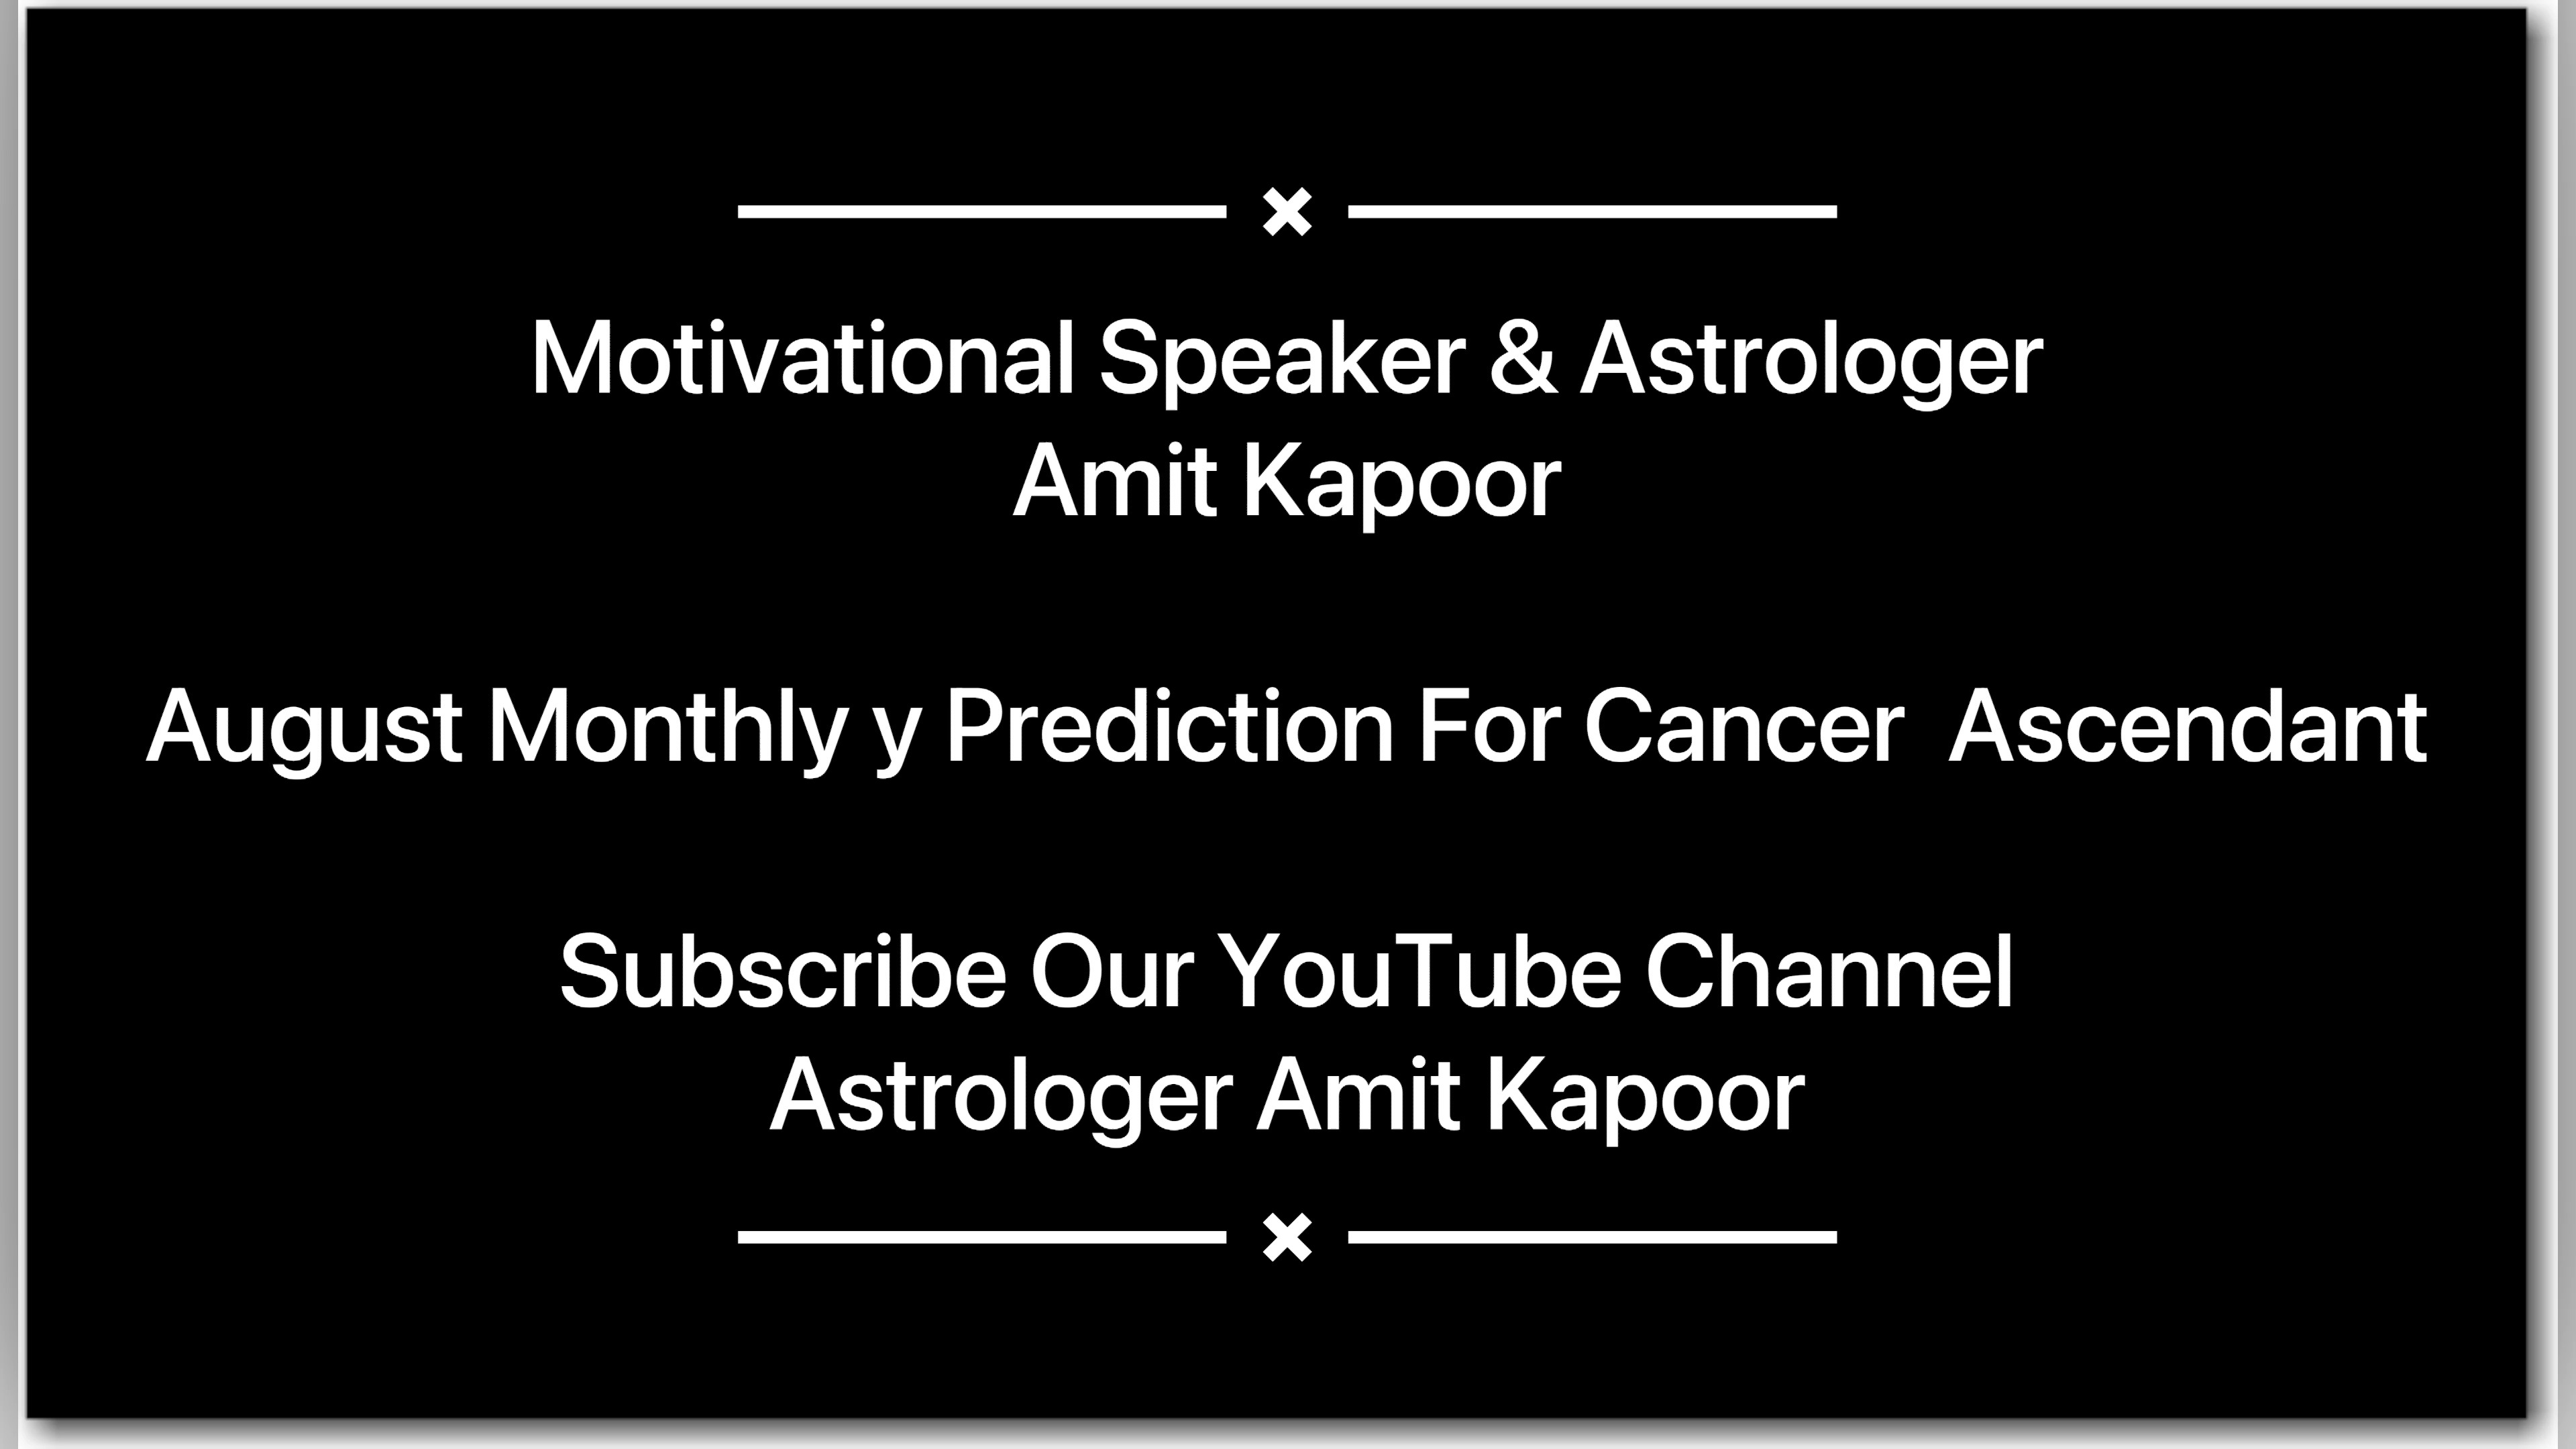 Motivational Speaker & Astrologer
Amit Kapoor
August Monthly y Prediction For Cancer  Ascendant
Subscribe Our YouTube Channel
Astrologer Amit Kapoor